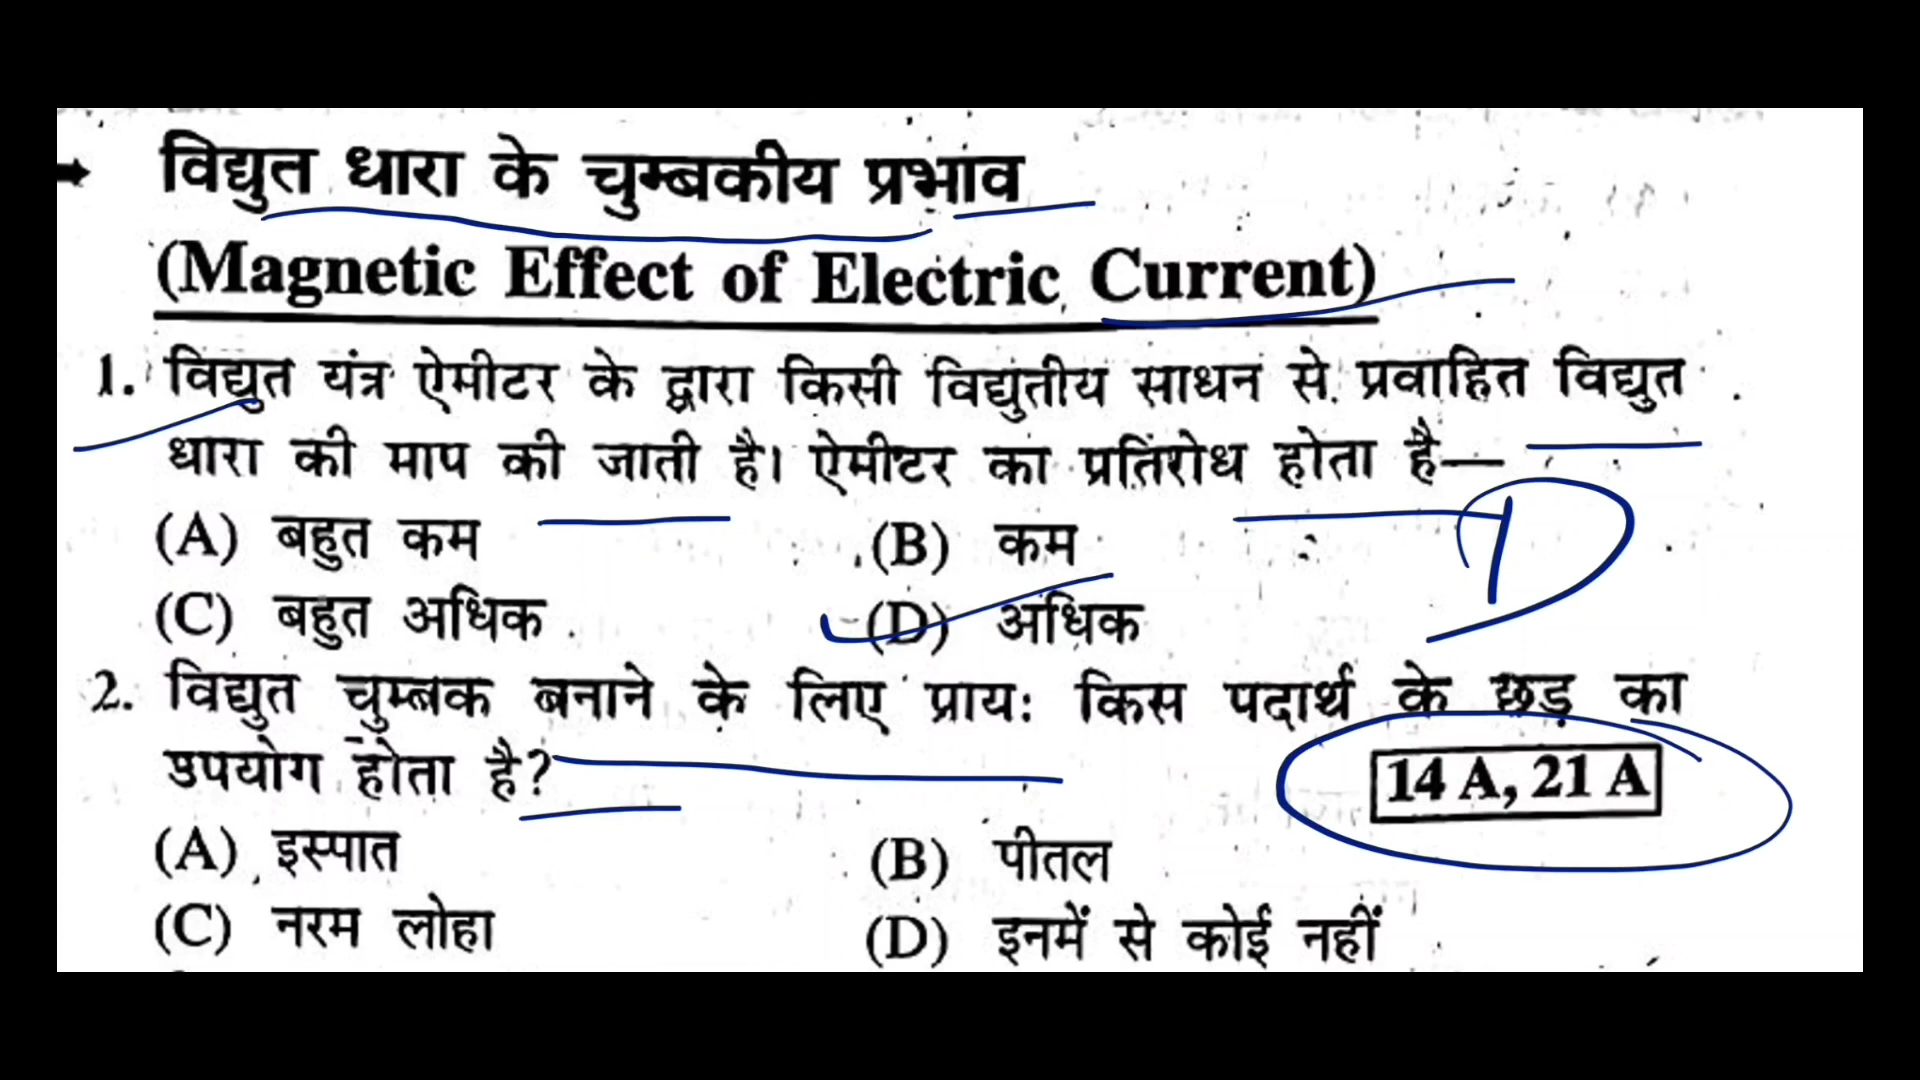 विद्युत धारा के चुम्बकीय प्रभाव
(Magnetic Effect of Electric Current)
1. विद्युत यंत्र ऐमीटर के द्वारा किसी विद्युतीय साधन से प्रवाहित विद्युत
धारा की माप की जाती है। ऐमीटर का प्रतिरोध होता है—
(A) बहुत कम (B) कम
(C) बहुत अधिक (D) अधिक
D
2. विद्युत चुम्बक बनाने के लिए प्रायः किस पदार्थ के छड़ का
उपयोग होता है? 14 A, 21 A
(A) इस्पात (B) पीतल
(C) नरम लोहा (D) इनमें से कोई नहीं